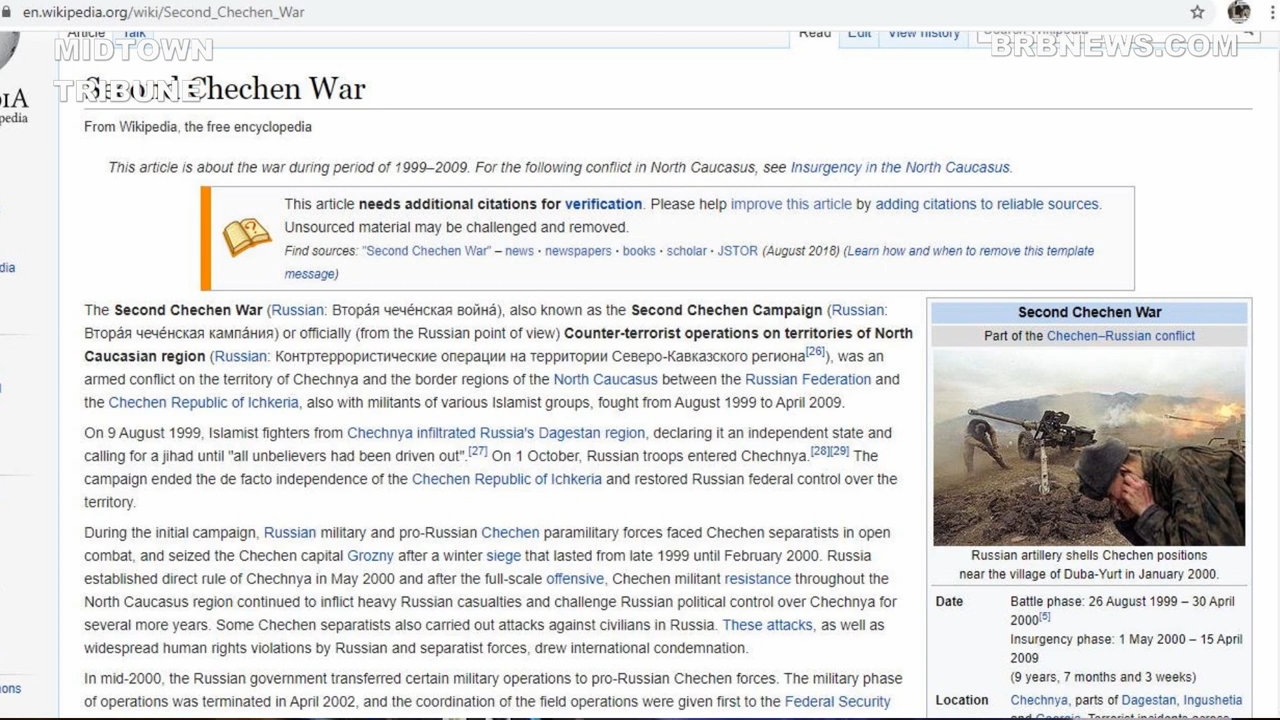 en.wikipedia.org/wiki/Second_Chechen_War
Article Talk
Read Edit View history Search Wikipedia
MIDTOWN
TRIBUNE
BRBNEWS.COM
Second Chechen War
From Wikipedia, the free encyclopedia
This article is about the war during period of 1999–2009. For the following conflict in North Caucasus, see Insurgency in the North Caucasus.
This article needs additional citations for verification. Please help improve this article by adding citations to reliable sources.
Unsourced material may be challenged and removed.
Find sources: "Second Chechen War" – news · newspapers · books · scholar · JSTOR (August 2018) (Learn how and when to remove this template
message)
The Second Chechen War (Russian: Втора́я чече́нская война́), also known as the Second Chechen Campaign (Russian:
Втора́я чече́нская кампа́ния) or officially (from the Russian point of view) Counter-terrorist operations on territories of North
Caucasian region (Russian: Контртеррористические операции на территории Северо-Кавказского региона[26]), was an
armed conflict on the territory of Chechnya and the border regions of the North Caucasus between the Russian Federation and
the Chechen Republic of Ichkeria, also with militants of various Islamist groups, fought from August 1999 to April 2009.
On 9 August 1999, Islamist fighters from Chechnya infiltrated Russia's Dagestan region, declaring it an independent state and
calling for a jihad until "all unbelievers had been driven out".[27] On 1 October, Russian troops entered Chechnya.[28][29] The
campaign ended the de facto independence of the Chechen Republic of Ichkeria and restored Russian federal control over the
territory.
During the initial campaign, Russian military and pro-Russian Chechen paramilitary forces faced Chechen separatists in open
combat, and seized the Chechen capital Grozny after a winter siege that lasted from late 1999 until February 2000. Russia
established direct rule of Chechnya in May 2000 and after the full-scale offensive, Chechen militant resistance throughout the
North Caucasus region continued to inflict heavy Russian casualties and challenge Russian political control over Chechnya for
several more years. Some Chechen separatists also carried out attacks against civilians in Russia. These attacks, as well as
widespread human rights violations by Russian and separatist forces, drew international condemnation.
In mid-2000, the Russian government transferred certain military operations to pro-Russian Chechen forces. The military phase
of operations was terminated in April 2002, and the coordination of the field operations were given first to the Federal Security
Second Chechen War
Part of the Chechen–Russian conflict
Russian artillery shells Chechen positions
near the village of Duba-Yurt in January 2000.
Date Battle phase: 26 August 1999 – 30 April
2000[5]
Insurgency phase: 1 May 2000 – 15 April
2009
(9 years, 7 months and 3 weeks)
Location Chechnya, parts of Dagestan, Ingushetia
and Georgia. Terrorist incidents across